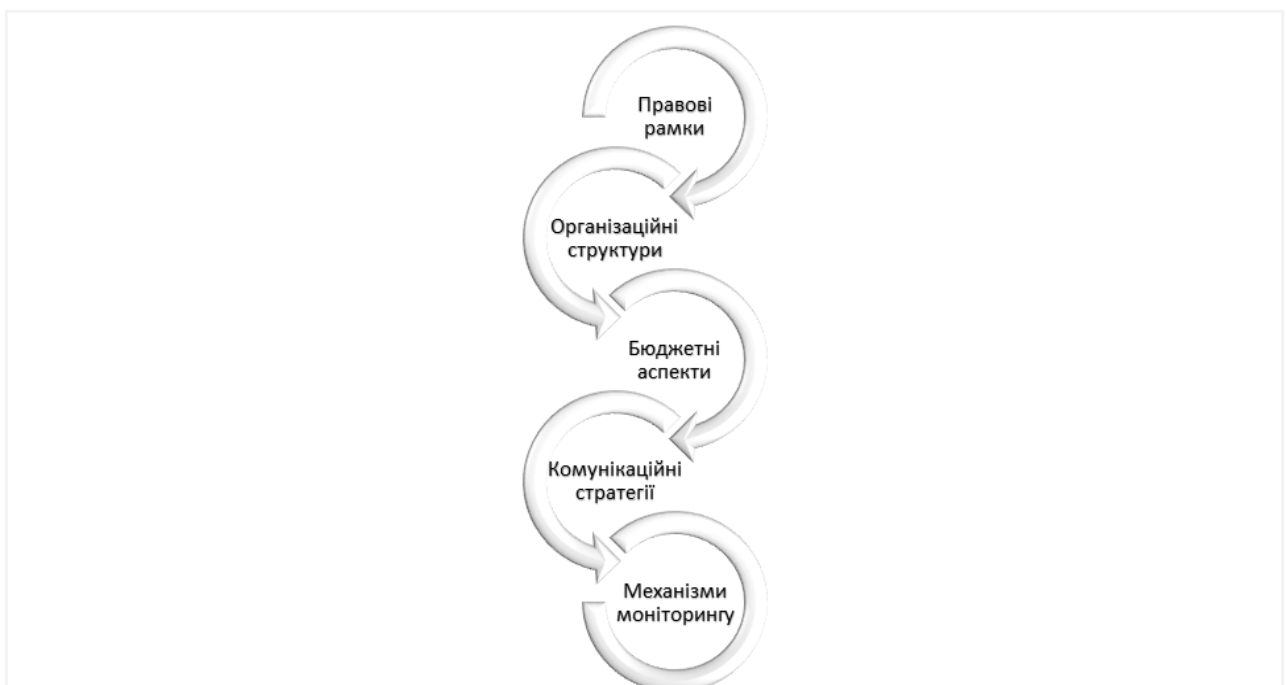 Правові
рамки
Організаційні
структури
Бюджетні
аспекти
Комунікаційні
стратегії
Механізми
моніторингу